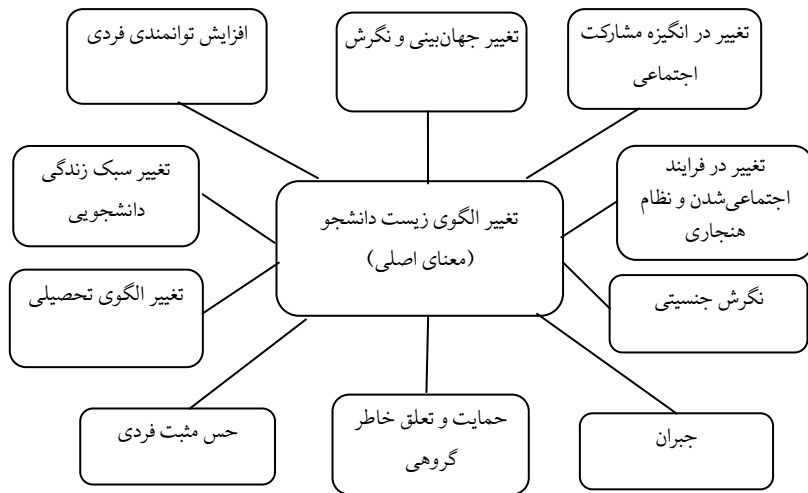 تغییر در انگیزه مشارکت
اجتماعی
تغییر جهان‌بینی و نگرش
افزایش توانمندی فردی
تغییر در فرایند
اجتماعی‌شدن و نظام
هنجاری
تغییر الگوی زیست دانشجو
(معنای اصلی)
تغییر سبک زندگی
دانشجویی
نگرش جنسیتی
تغییر الگوی تحصیلی
جبران
حمایت و تعلق خاطر
گروهی
حس مثبت فردی